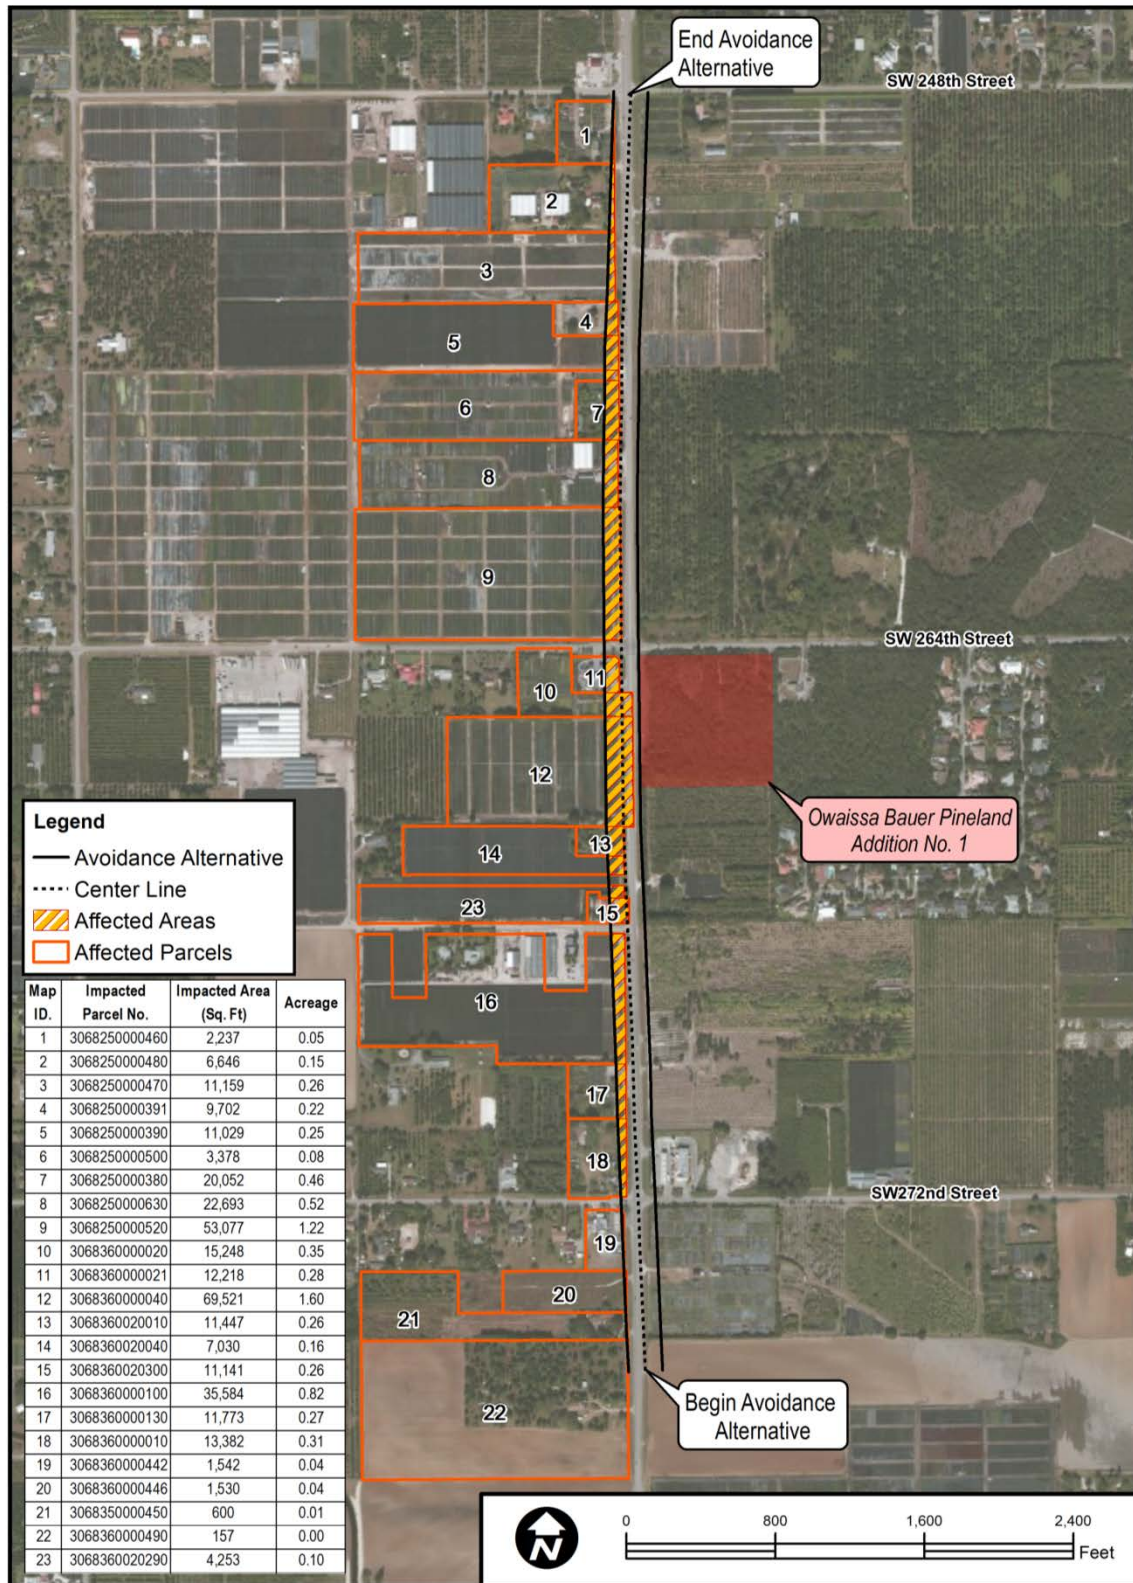 End Avoidance
Alternative
SW 248th Street
1
2
3
4
5
6
7
8
9
SW 264th Street
10
11
12
Owaissa Bauer Pineland
Addition No. 1
13
14
23
15
16
17
18
SW272nd Street
19
20
21
22
Begin Avoidance
Alternative
Legend
Avoidance Alternative
Center Line
Affected Areas
Affected Parcels
Map ID. Impacted Parcel No. Impacted Area (Sq. Ft) Acreage
1 3068250000460 2,237 0.05
2 3068250000480 6,646 0.15
3 3068250000470 11,159 0.26
4 3068250000391 9,702 0.22
5 3068250000390 11,029 0.25
6 3068250000500 3,378 0.08
7 3068250000380 20,052 0.46
8 3068250000630 22,693 0.52
9 3068250000520 53,077 1.22
10 3068360000020 15,248 0.35
11 3068360000021 12,218 0.28
12 3068360000040 69,521 1.60
13 3068360020010 11,447 0.26
14 3068360020040 7,030 0.16
15 3068360020300 11,141 0.26
16 3068360000100 35,584 0.82
17 3068360000130 11,773 0.27
18 3068360000010 13,382 0.31
19 3068360000442 1,542 0.04
20 3068360000446 1,530 0.04
21 3068350000450 600 0.01
22 3068360000490 157 0.00
23 3068360020290 4,253 0.10
N
0 800 1,600 2,400
Feet